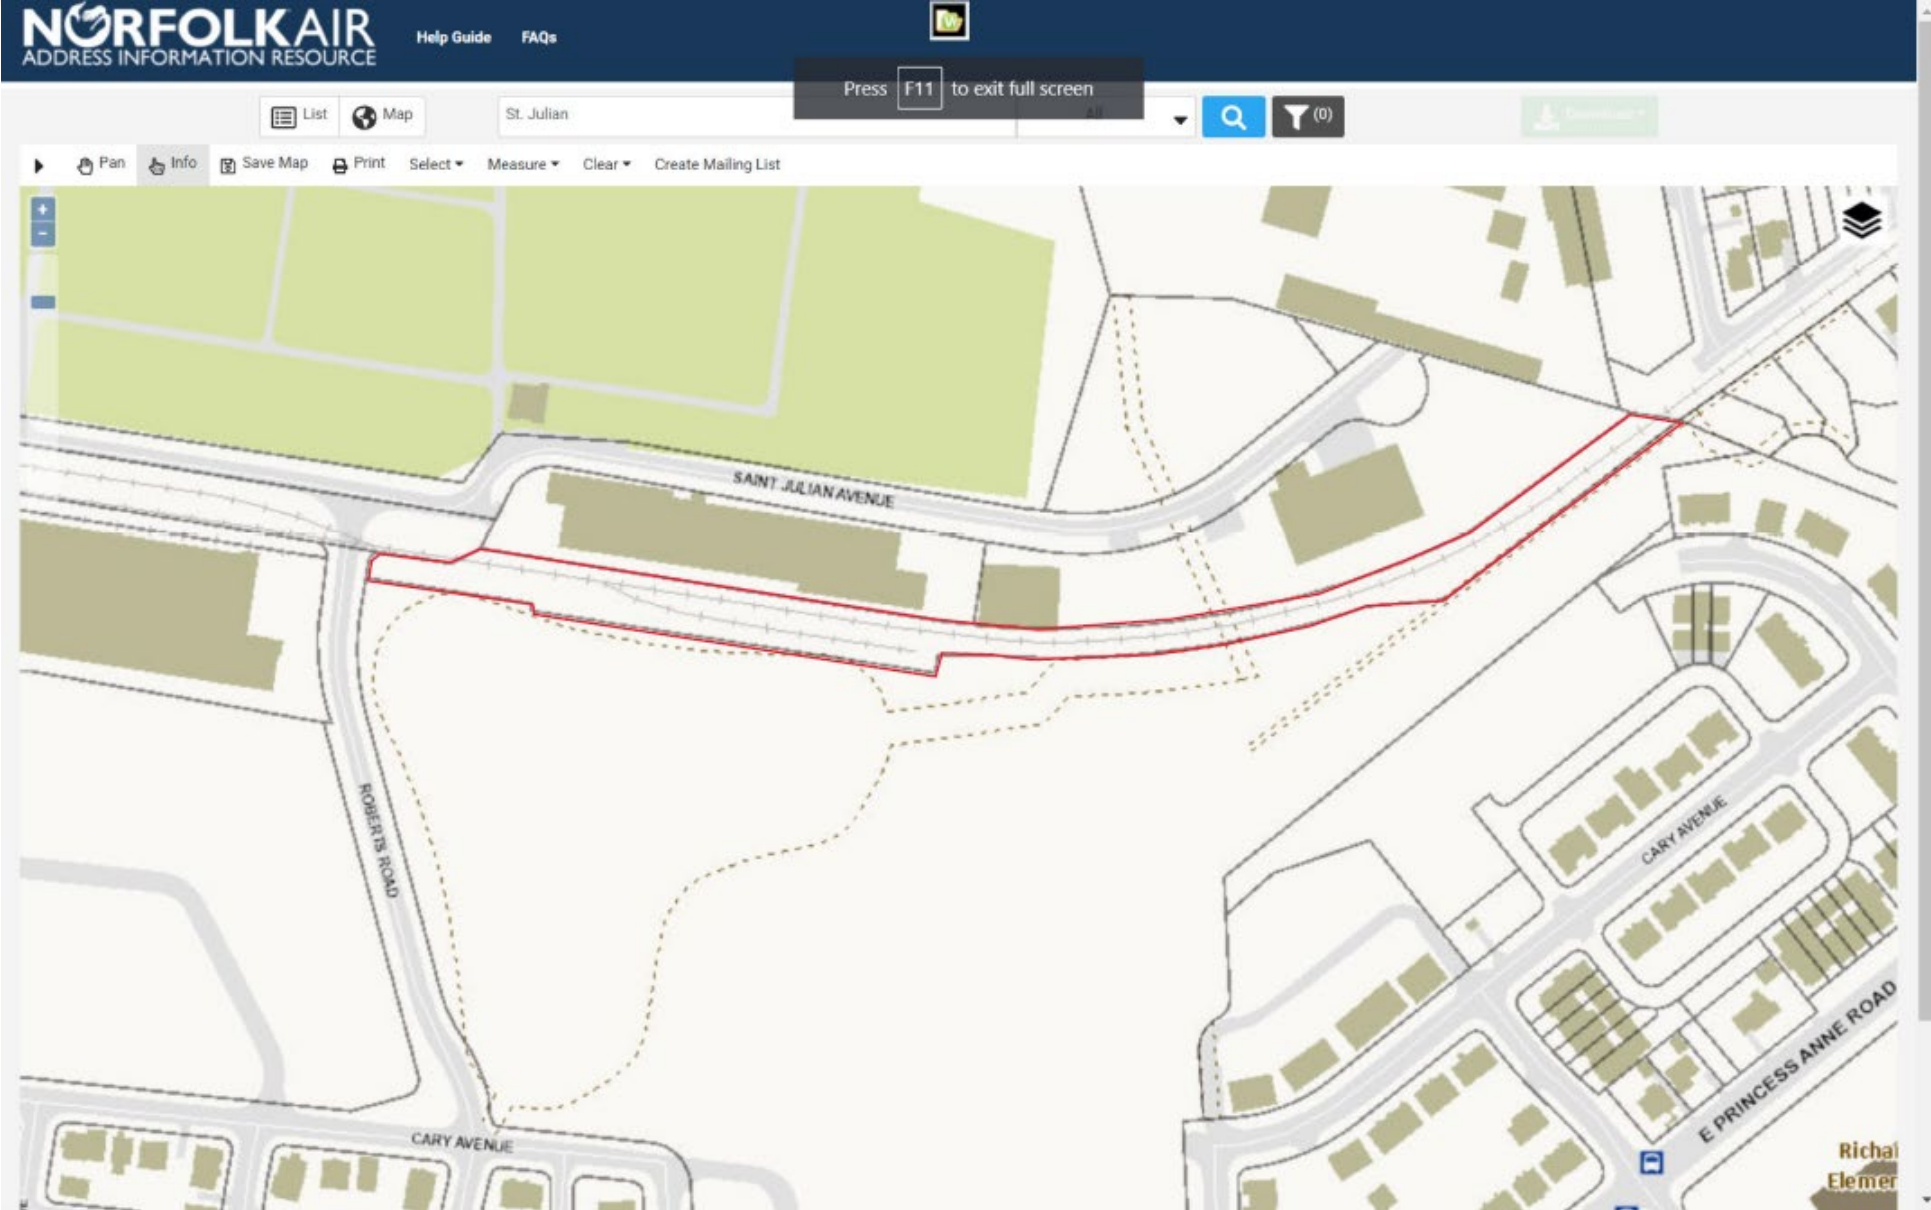 NORFOLKAIR
ADDRESS INFORMATION RESOURCE
Help Guide
FAQs
Press F11 to exit full screen
List
Map
St. Julian
All
(0)
Pan
Info
Save Map
Print
Select
Measure
Clear
Create Mailing List
+
-
SAINT JULIAN AVENUE
ROBERTS ROAD
CARY AVENUE
CARY AVENUE
E PRINCESS ANNE ROAD
Richa
Elemer